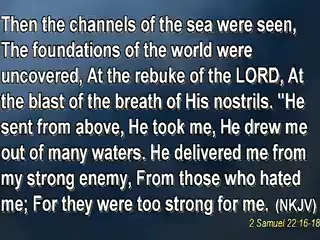 Then the channels of the sea were seen,
The foundations of the world were
uncovered, At the rebuke of the LORD, At
the blast of the breath of His nostrils. "He
sent from above, He took me, He drew me
out of many waters. He delivered me from
my strong enemy, From those who hated
me; For they were too strong for me. (NKJV)
2 Samuel 22:16-18